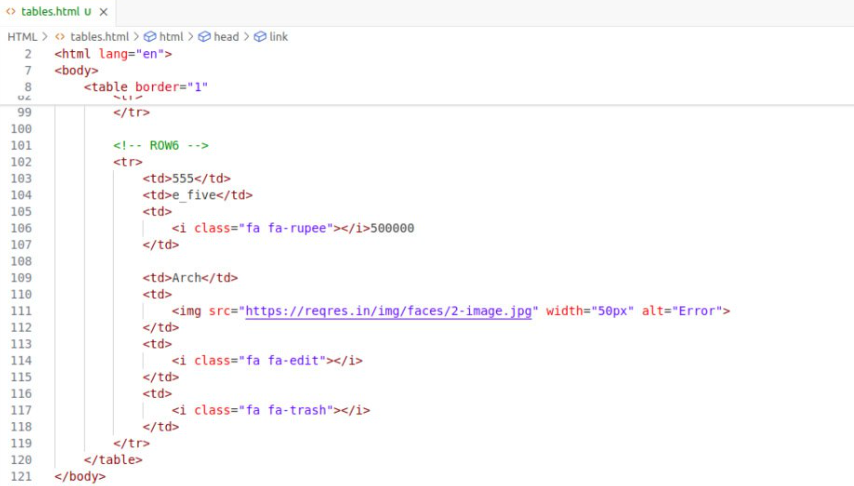 <> tables.html U ×
HTML > <> tables.html > html > head > link
2 <html lang="en">
7 <body>
8 <table border="1"
82 <tr>
99 </tr>
100
101 <!-- ROW6 -->
102 <tr>
103 <td>555</td>
104 <td>e_five</td>
105 <td>
106 <i class="fa fa-rupee"></i>500000
107 </td>
108
109 <td>Arch</td>
110 <td>
111 <img src="https://reqres.in/img/faces/2-image.jpg" width="50px" alt="Error">
112 </td>
113 <td>
114 <i class="fa fa-edit"></i>
115 </td>
116 <td>
117 <i class="fa fa-trash"></i>
118 </td>
119 </tr>
120 </table>
121 </body>